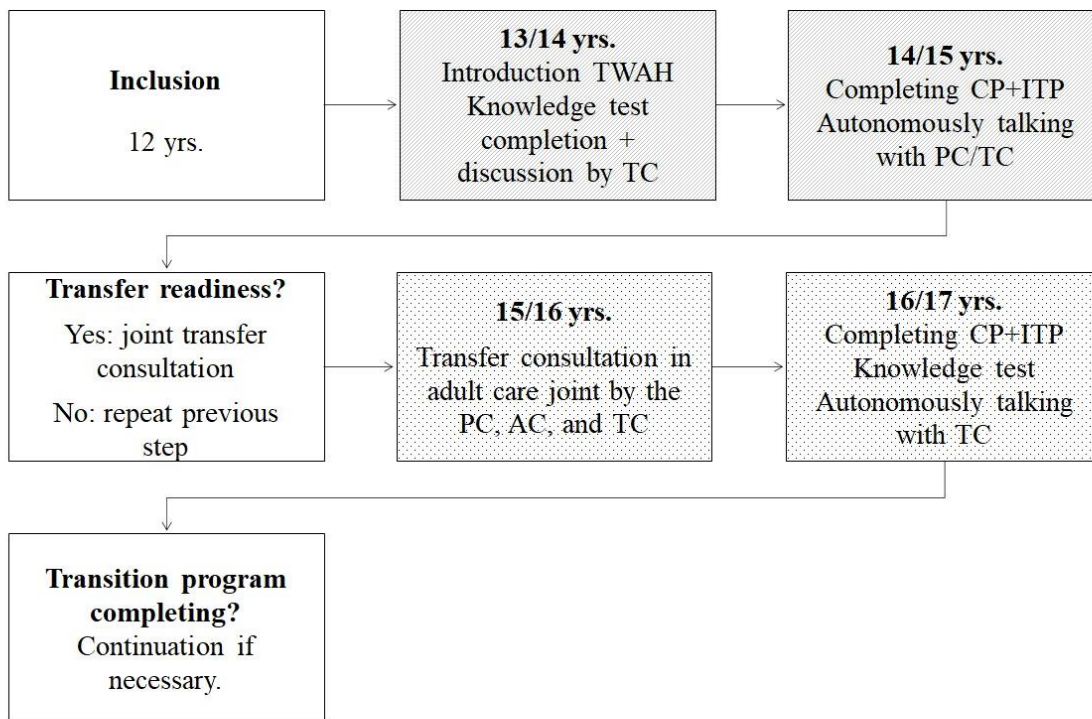 Inclusion
12 yrs.
13/14 yrs.
Introduction TWAH
Knowledge test
completion +
discussion by TC
14/15 yrs.
Completing CP+ITP
Autonomously talking
with PC/TC
Transfer readiness?
Yes: joint transfer
consultation
No: repeat previous
step
15/16 yrs.
Transfer consultation in
adult care joint by the
PC, AC, and TC
16/17 yrs.
Completing CP+ITP
Knowledge test
Autonomously talking
with TC
Transition program
completing?
Continuation if
necessary.